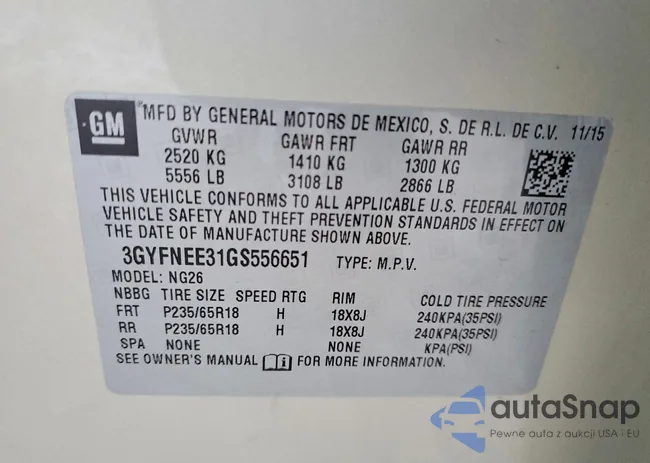 GM
MFD BY GENERAL MOTORS DE MEXICO, S. DE R.L. DE C.V. 11/15
GVWR GAWR FRT GAWR RR
2520 KG 1410 KG 1300 KG
5556 LB 3108 LB 2866 LB
THIS VEHICLE CONFORMS TO ALL APPLICABLE U.S. FEDERAL MOTOR
VEHICLE SAFETY AND THEFT PREVENTION STANDARDS IN EFFECT ON
THE DATE OF MANUFACTURE SHOWN ABOVE.
3GYFNEE31GS556651 TYPE: M.P.V.
MODEL: NG26
NBBG TIRE SIZE SPEED RTG RIM COLD TIRE PRESSURE
FRT P235/65R18 H 18X8J 240KPA(35PSI)
RR P235/65R18 H 18X8J 240KPA(35PSI)
SPA NONE NONE KPA(PSI)
SEE OWNER'S MANUAL i FOR MORE INFORMATION.
autaSnap
Pewne auta z aukcji USA i EU